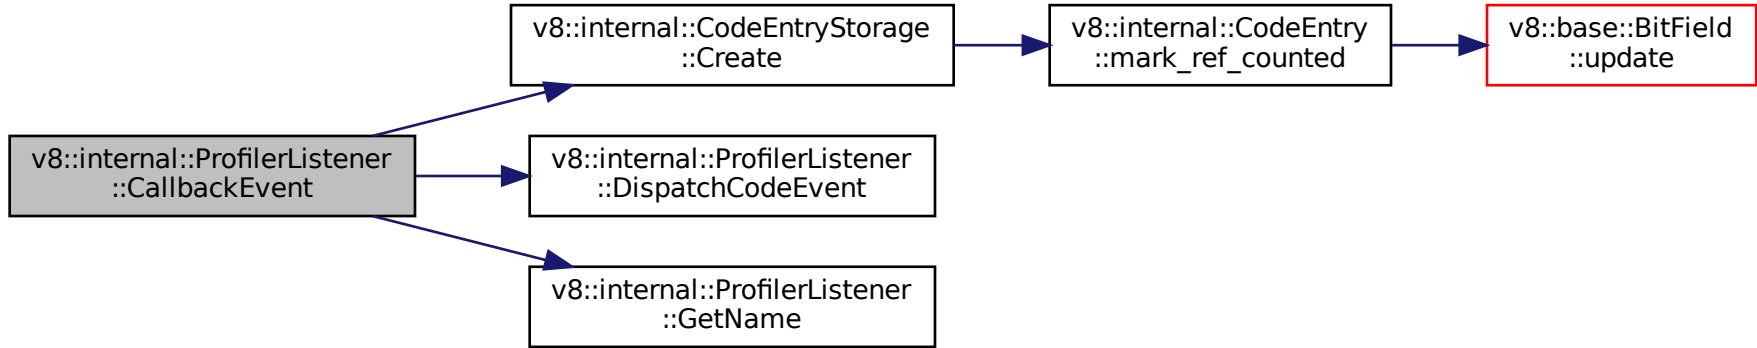 v8::internal::CodeEntryStorage
::Create
v8::internal::CodeEntry
::mark_ref_counted
v8::base::BitField
::update
v8::internal::ProfilerListener
::CallbackEvent
v8::internal::ProfilerListener
::DispatchCodeEvent
v8::internal::ProfilerListener
::GetName